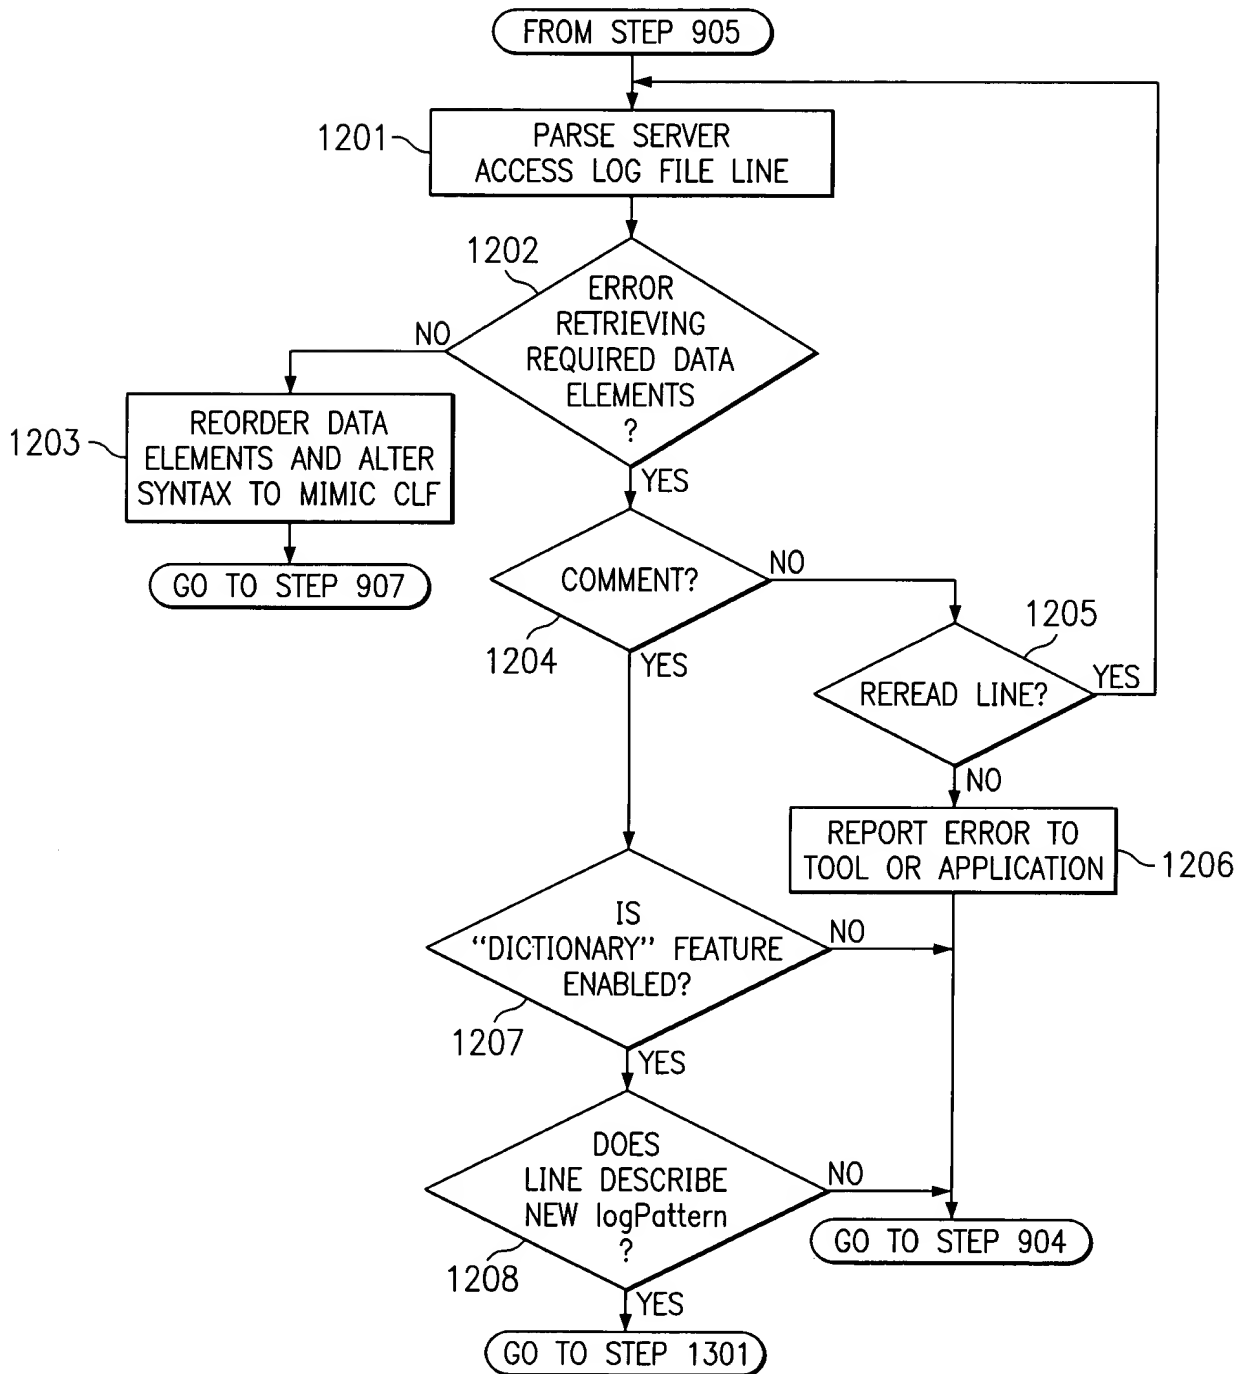 FROM STEP 905
1201
PARSE SERVER
ACCESS LOG FILE LINE
1202
ERROR
RETRIEVING
REQUIRED DATA
ELEMENTS
?
NO
YES
1203
REORDER DATA
ELEMENTS AND ALTER
SYNTAX TO MIMIC CLF
GO TO STEP 907
COMMENT?
NO
1204
YES
1205
REREAD LINE?
YES
NO
REPORT ERROR TO
TOOL OR APPLICATION
1206
IS
“DICTIONARY” FEATURE
ENABLED?
NO
1207
YES
DOES
LINE DESCRIBE
NEW logPattern
?
NO
1208
YES
GO TO STEP 904
GO TO STEP 1301